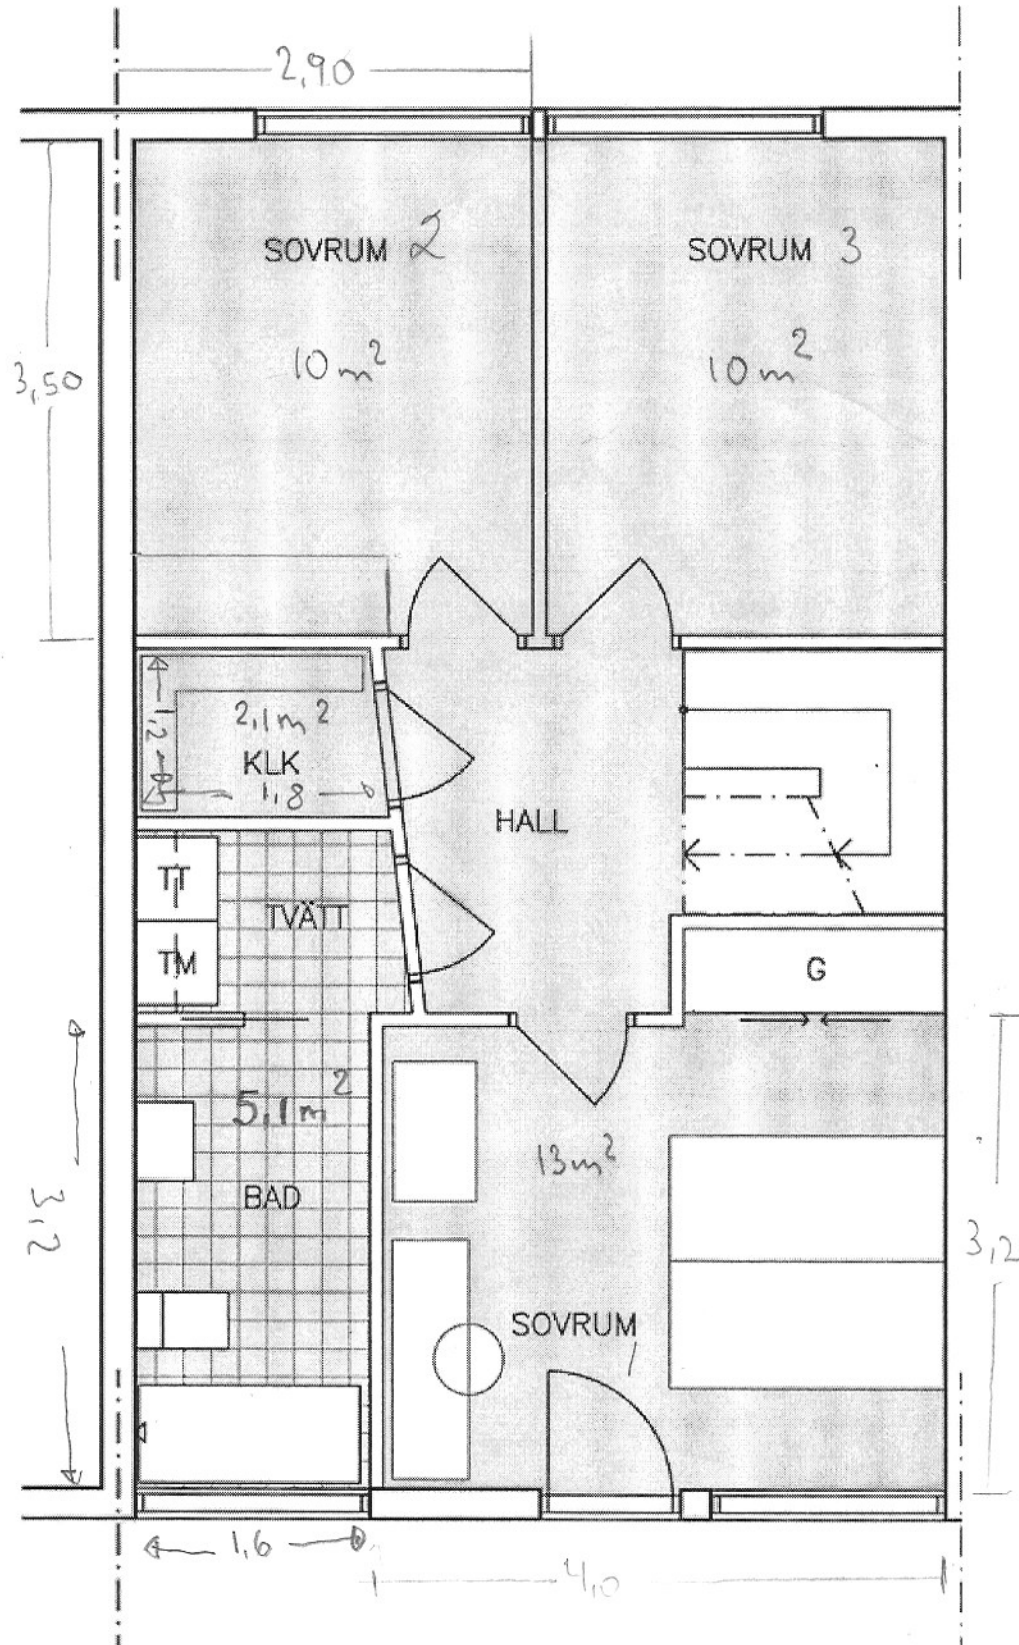 2,90
SOVRUM 2
SOVRUM 3
10 m²
10 m²
3,50
1,2
2,1 m²
KLK
1,8
HALL
TT
TVÄTT
TM
G
5,1 m²
13 m²
BAD
3,2
3,2
SOVRUM 1
1,6
4,0